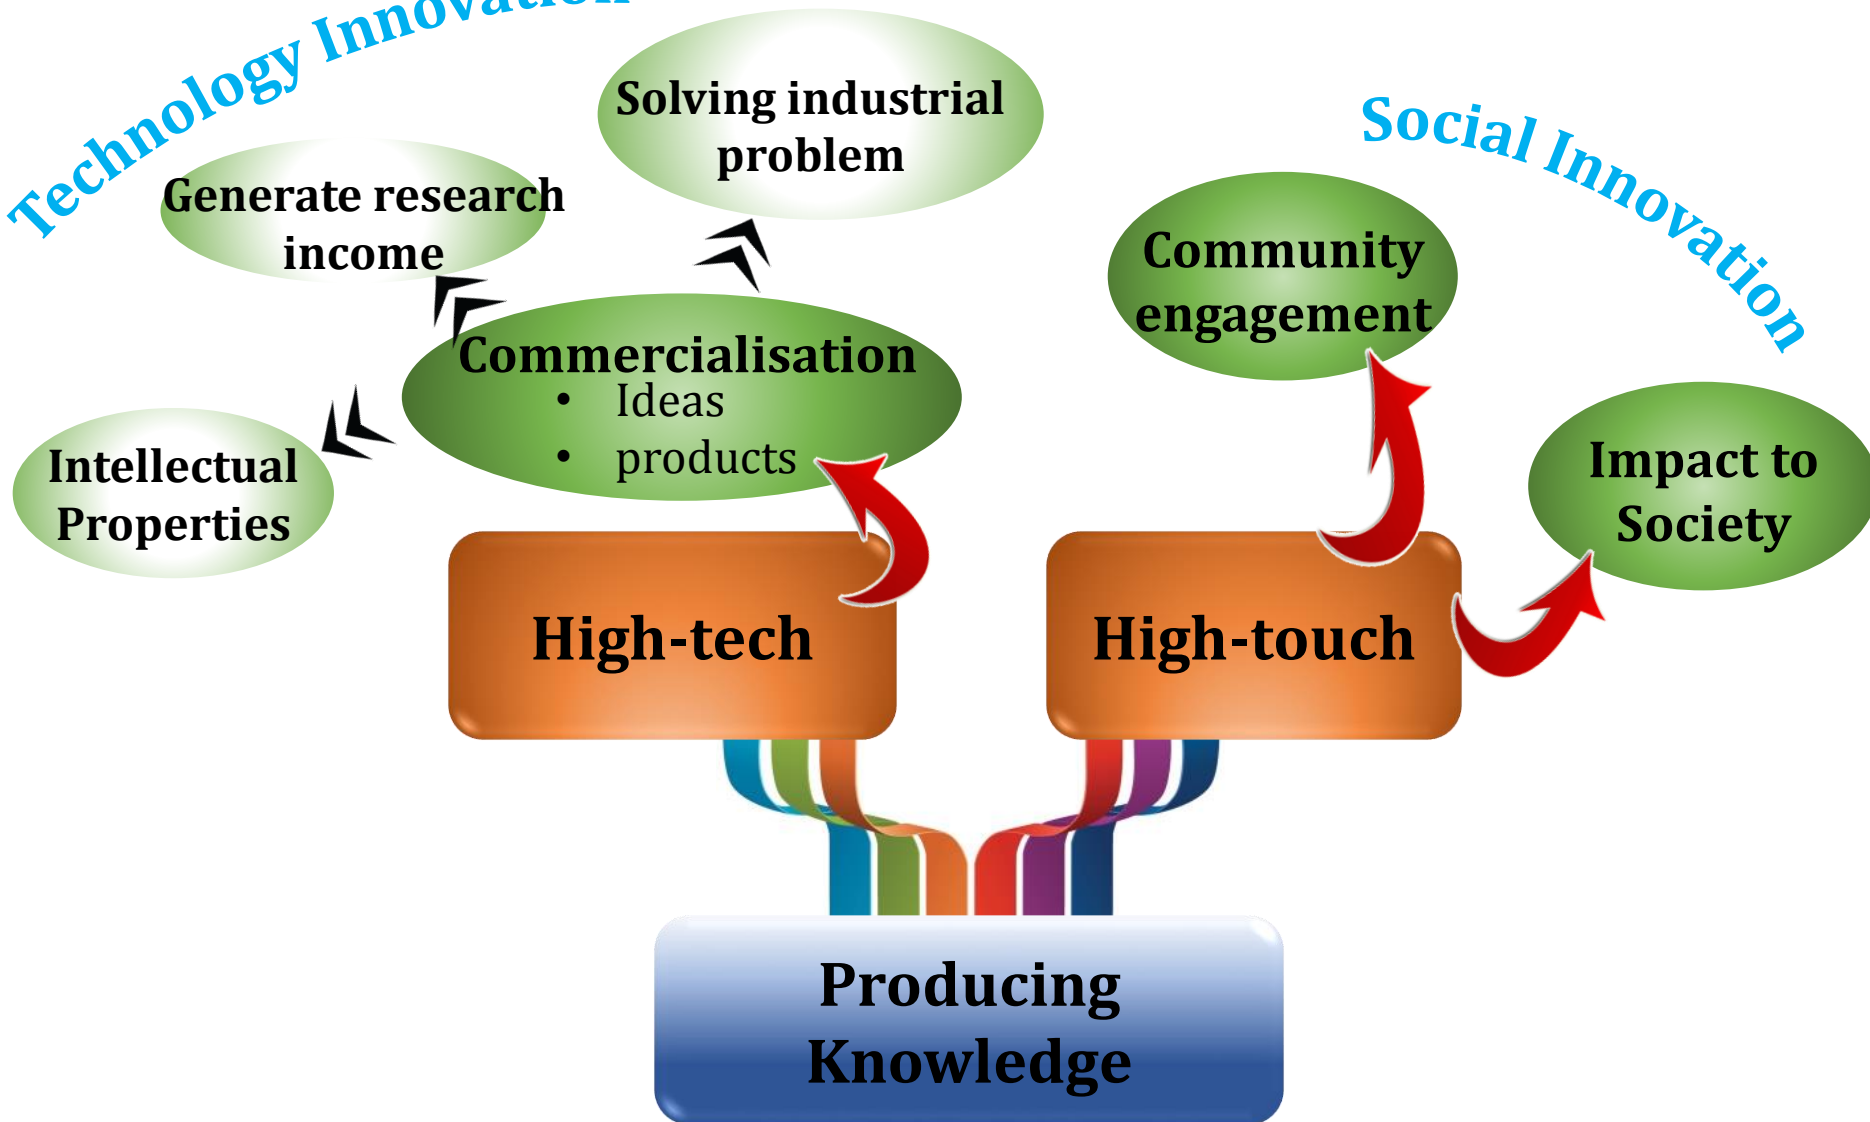 Technology Innovation
Solving industrial
problem
Social Innovation
Generate research
income
Community
engagement
Commercialisation
• Ideas
• products
Intellectual
Properties
Impact to
Society
High-tech
High-touch
Producing
Knowledge